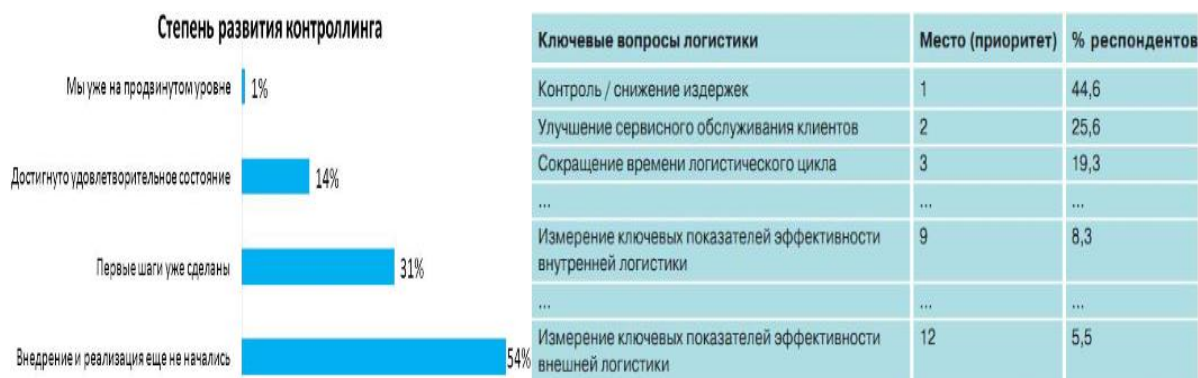 Степень развития контроллинга
Мы уже на продвинутом уровне 1%
Достигнуто удовлетворительное состояние 14%
Первые шаги уже сделаны 31%
Внедрение и реализация еще не начались 54%
Ключевые вопросы логистики Место (приоритет) % респондентов
Контроль / снижение издержек 1 44,6
Улучшение сервисного обслуживания клиентов 2 25,6
Сокращение времени логистического цикла 3 19,3
... ... ...
Измерение ключевых показателей эффективности 9 8,3
внутренней логистики
... ... ...
Измерение ключевых показателей эффективности 12 5,5
внешней логистики